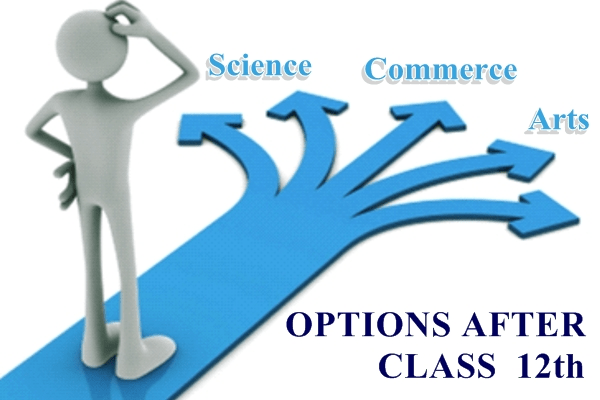 Science
Commerce
Arts
OPTIONS AFTER
CLASS 12th